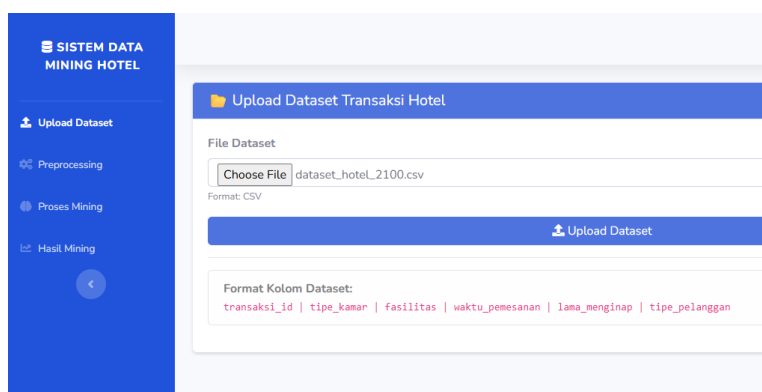 SISTEM DATA
MINING HOTEL
Upload Dataset
Preprocessing
Proses Mining
Hasil Mining
Upload Dataset Transaksi Hotel
File Dataset
Choose File dataset_hotel_2100.csv
Format: CSV
Upload Dataset
Format Kolom Dataset:
transaksi_id | tipe_kamar | fasilitas | waktu_pemesanan | lama_menginap | tipe_pelanggan